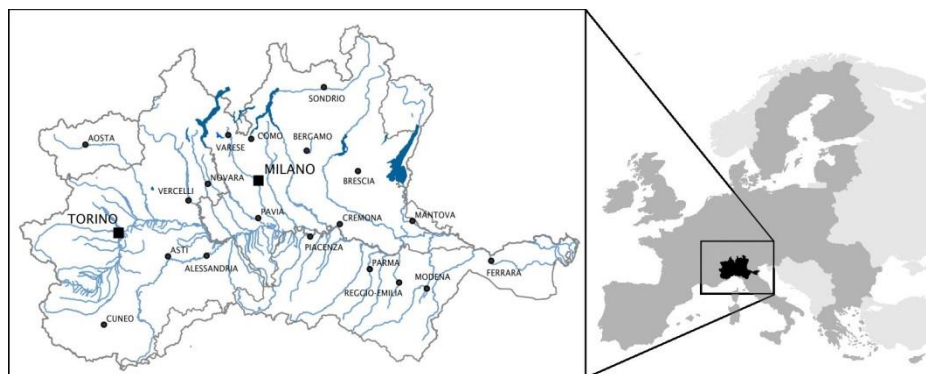 SONDRIO
AOSTA
VARESE
COMO
BERGAMO
MILANO
BRESCIA
NOVARA
VERCELLI
TORINO
PAVIA
CREMONA
MANTOVA
PIACENZA
ASTI
ALESSANDRIA
PARMA
FERRARA
MODENA
REGGIO-EMILIA
CUNEO